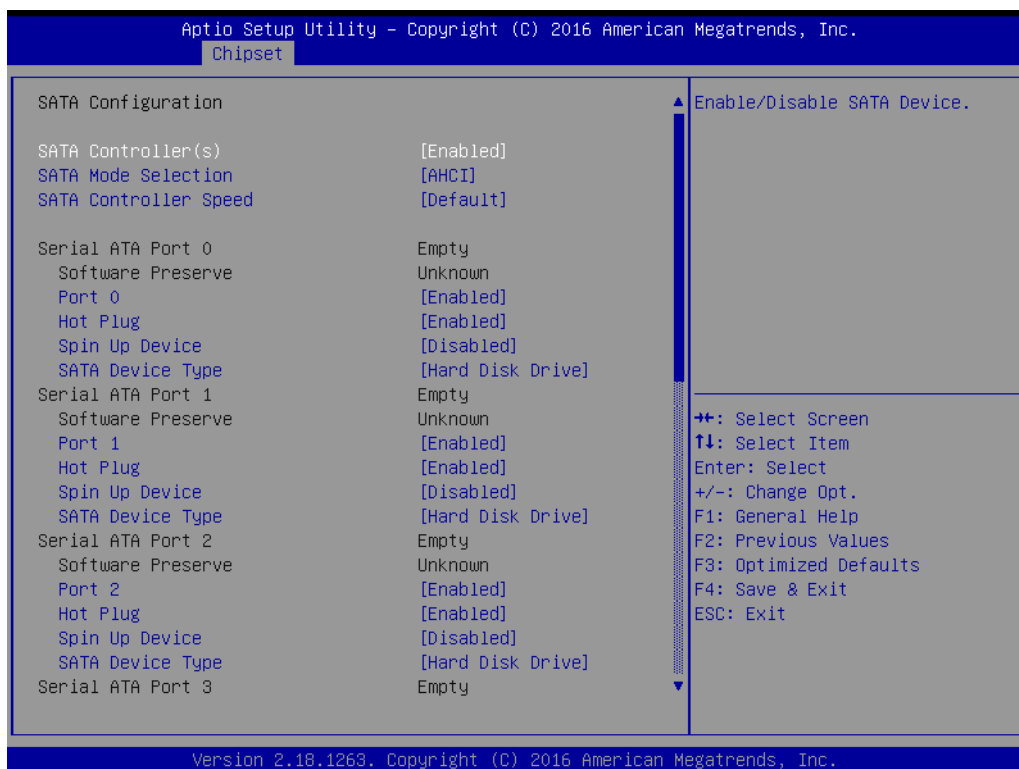 Aptio Setup Utility – Copyright (C) 2016 American Megatrends, Inc.
Chipset
SATA Configuration
SATA Controller(s) [Enabled]
SATA Mode Selection [AHCI]
SATA Controller Speed [Default]
Serial ATA Port 0 Empty
Software Preserve Unknown
Port 0 [Enabled]
Hot Plug [Enabled]
Spin Up Device [Disabled]
SATA Device Type [Hard Disk Drive]
Serial ATA Port 1 Empty
Software Preserve Unknown
Port 1 [Enabled]
Hot Plug [Enabled]
Spin Up Device [Disabled]
SATA Device Type [Hard Disk Drive]
Serial ATA Port 2 Empty
Software Preserve Unknown
Port 2 [Enabled]
Hot Plug [Enabled]
Spin Up Device [Disabled]
SATA Device Type [Hard Disk Drive]
Serial ATA Port 3 Empty
Enable/Disable SATA Device.
→←: Select Screen
↑↓: Select Item
Enter: Select
+/-: Change Opt.
F1: General Help
F2: Previous Values
F3: Optimized Defaults
F4: Save & Exit
ESC: Exit
Version 2.18.1263. Copyright (C) 2016 American Megatrends, Inc.